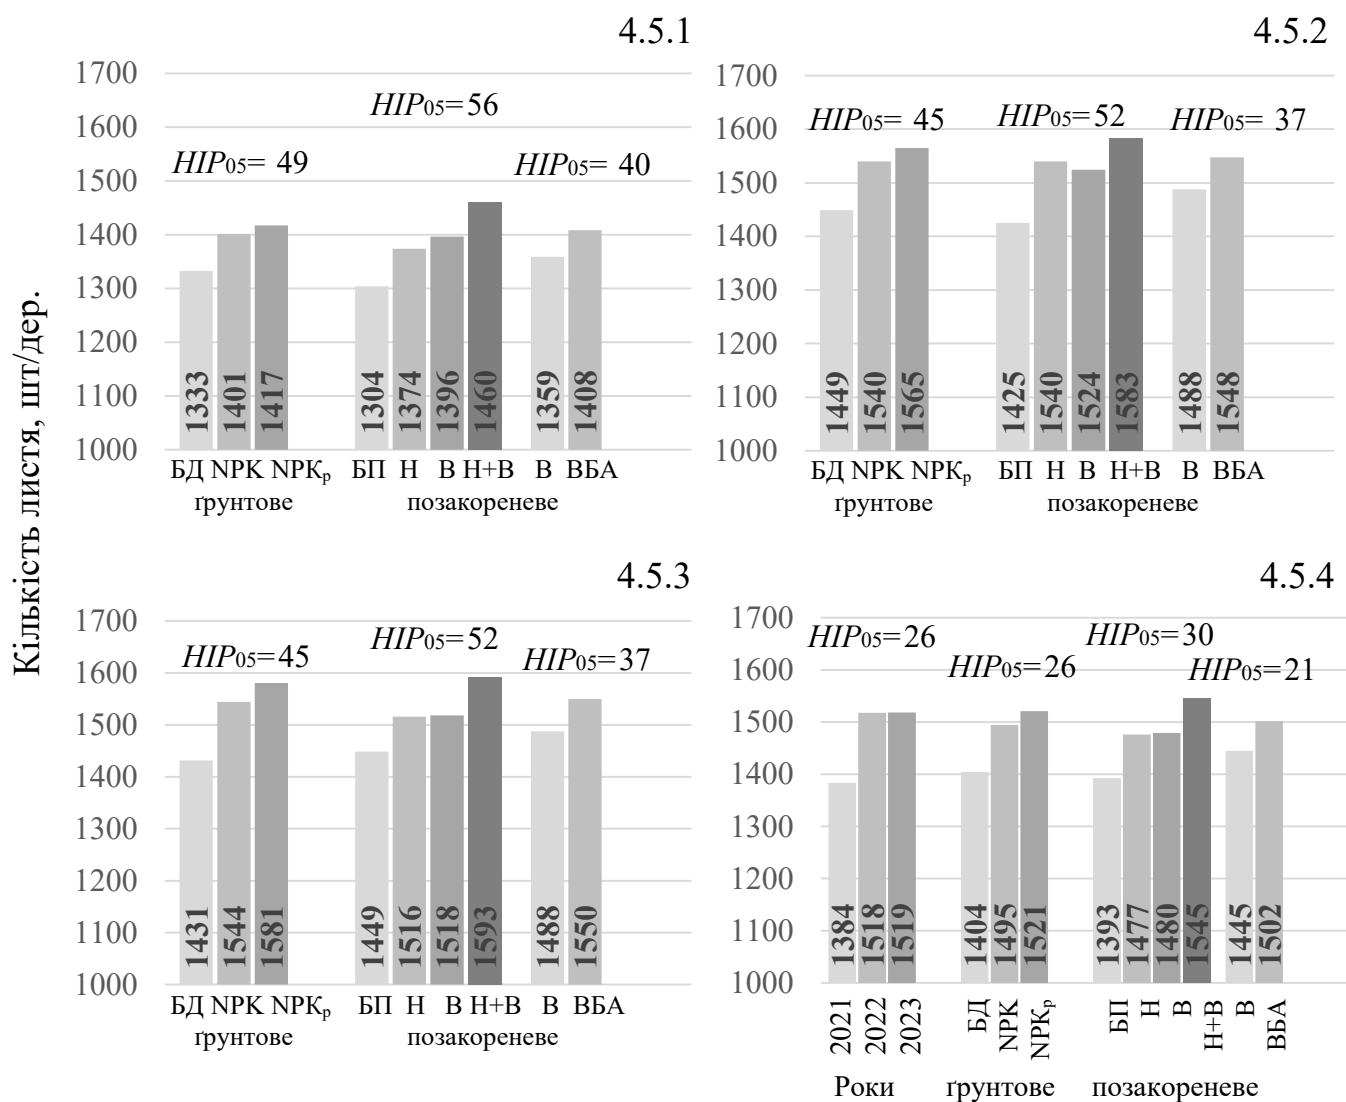 4.5.1
Кількість листя, шт/дер.
1700
1600
1500
1400
1300
1200
1100
1000
НІР05= 49
НІР05=56
НІР05= 40
1333 1401 1417 1304 1374 1396 1460 1359 1408
БД NPK NPKр БП Н В Н+В В ВБА
ґрунтове позакореневе
4.5.2
1700
1600
1500
1400
1300
1200
1100
1000
НІР05= 45 НІР05=52 НІР05= 37
1449 1540 1565 1425 1540 1524 1583 1488 1548
БД NPK NPKр БП Н В Н+В В ВБА
ґрунтове позакореневе
4.5.3
1700
1600
1500
1400
1300
1200
1100
1000
НІР05=45 НІР05=52 НІР05=37
1431 1544 1581 1449 1516 1518 1593 1488 1550
БД NPK NPKр БП Н В Н+В В ВБА
ґрунтове позакореневе
4.5.4
1700
1600
1500
1400
1300
1200
1100
1000
НІР05=26 НІР05=30
НІР05=26 НІР05=21
1384 1518 1519 1404 1495 1521 1393 1477 1480 1545 1445 1502
2021 2022 2023 БД NPK NPKр БП Н В Н+В В ВБА
Роки ґрунтове позакореневе